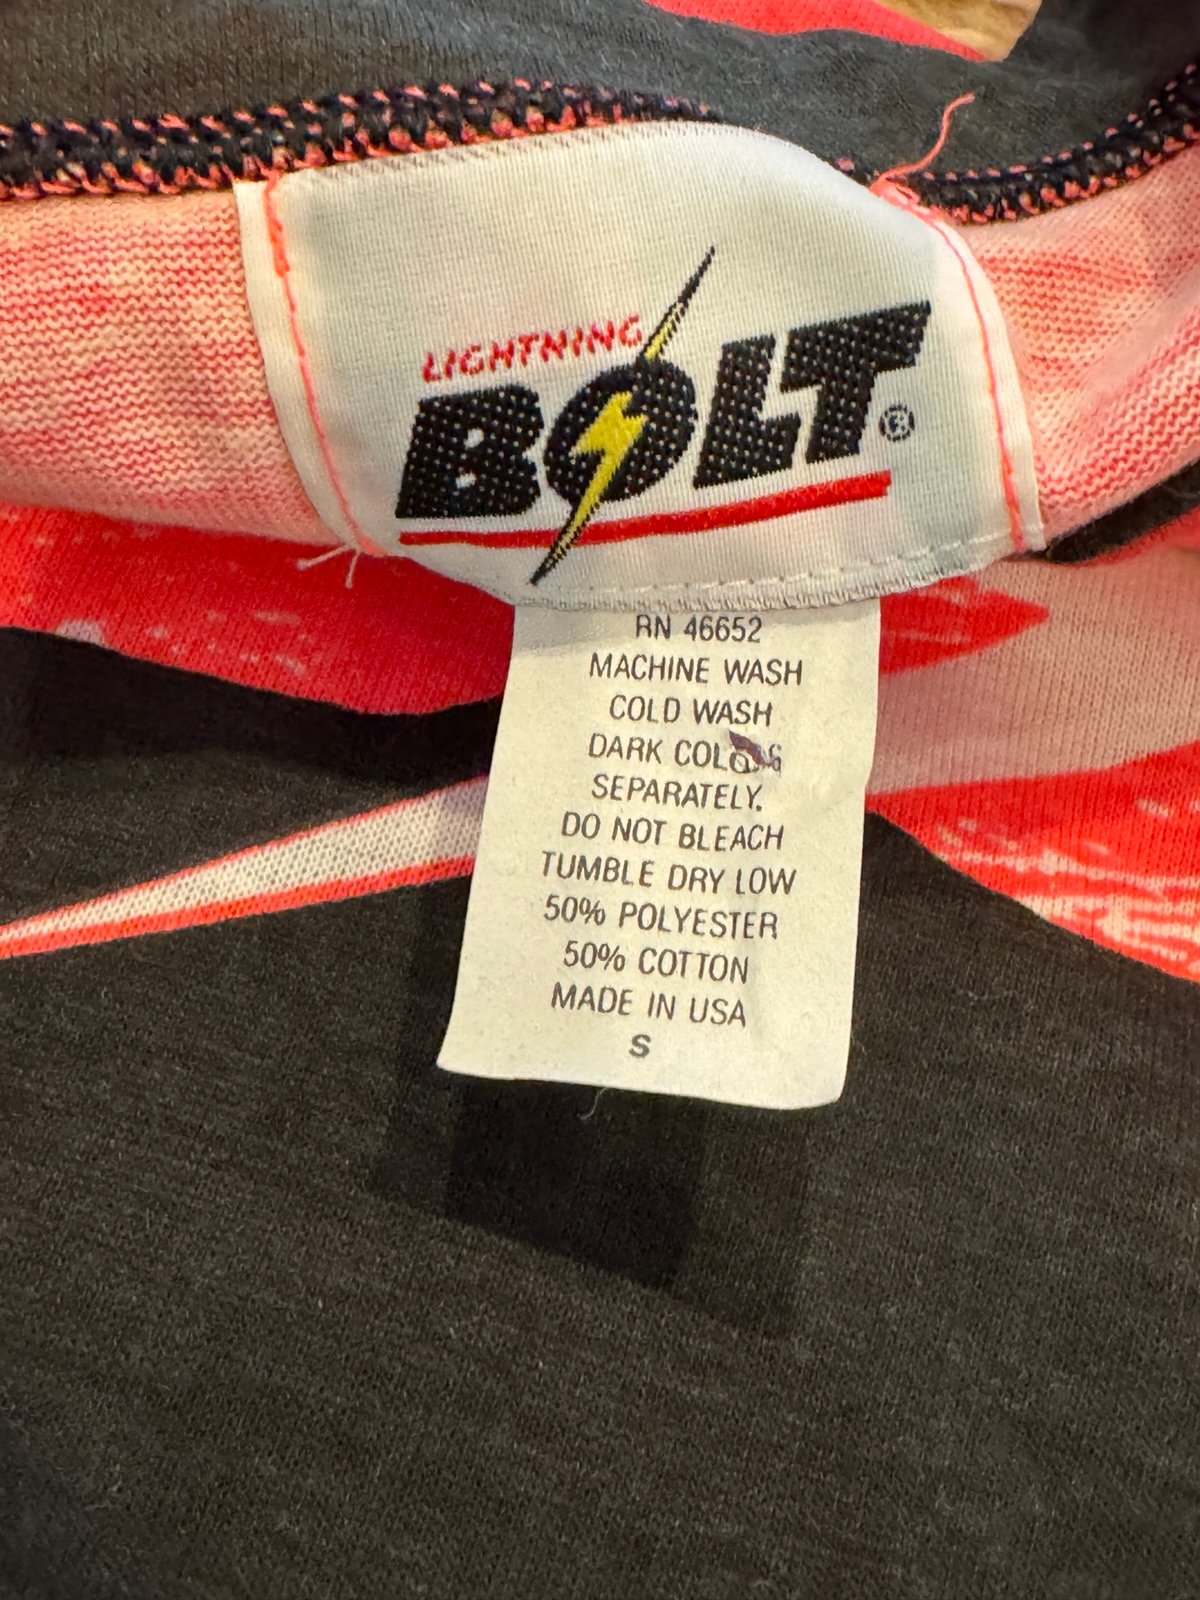 LIGHTNING
BOLT®
RN 46652
MACHINE WASH
COLD WASH
DARK COLORS
SEPARATELY.
DO NOT BLEACH
TUMBLE DRY LOW
50% POLYESTER
50% COTTON
MADE IN USA
S